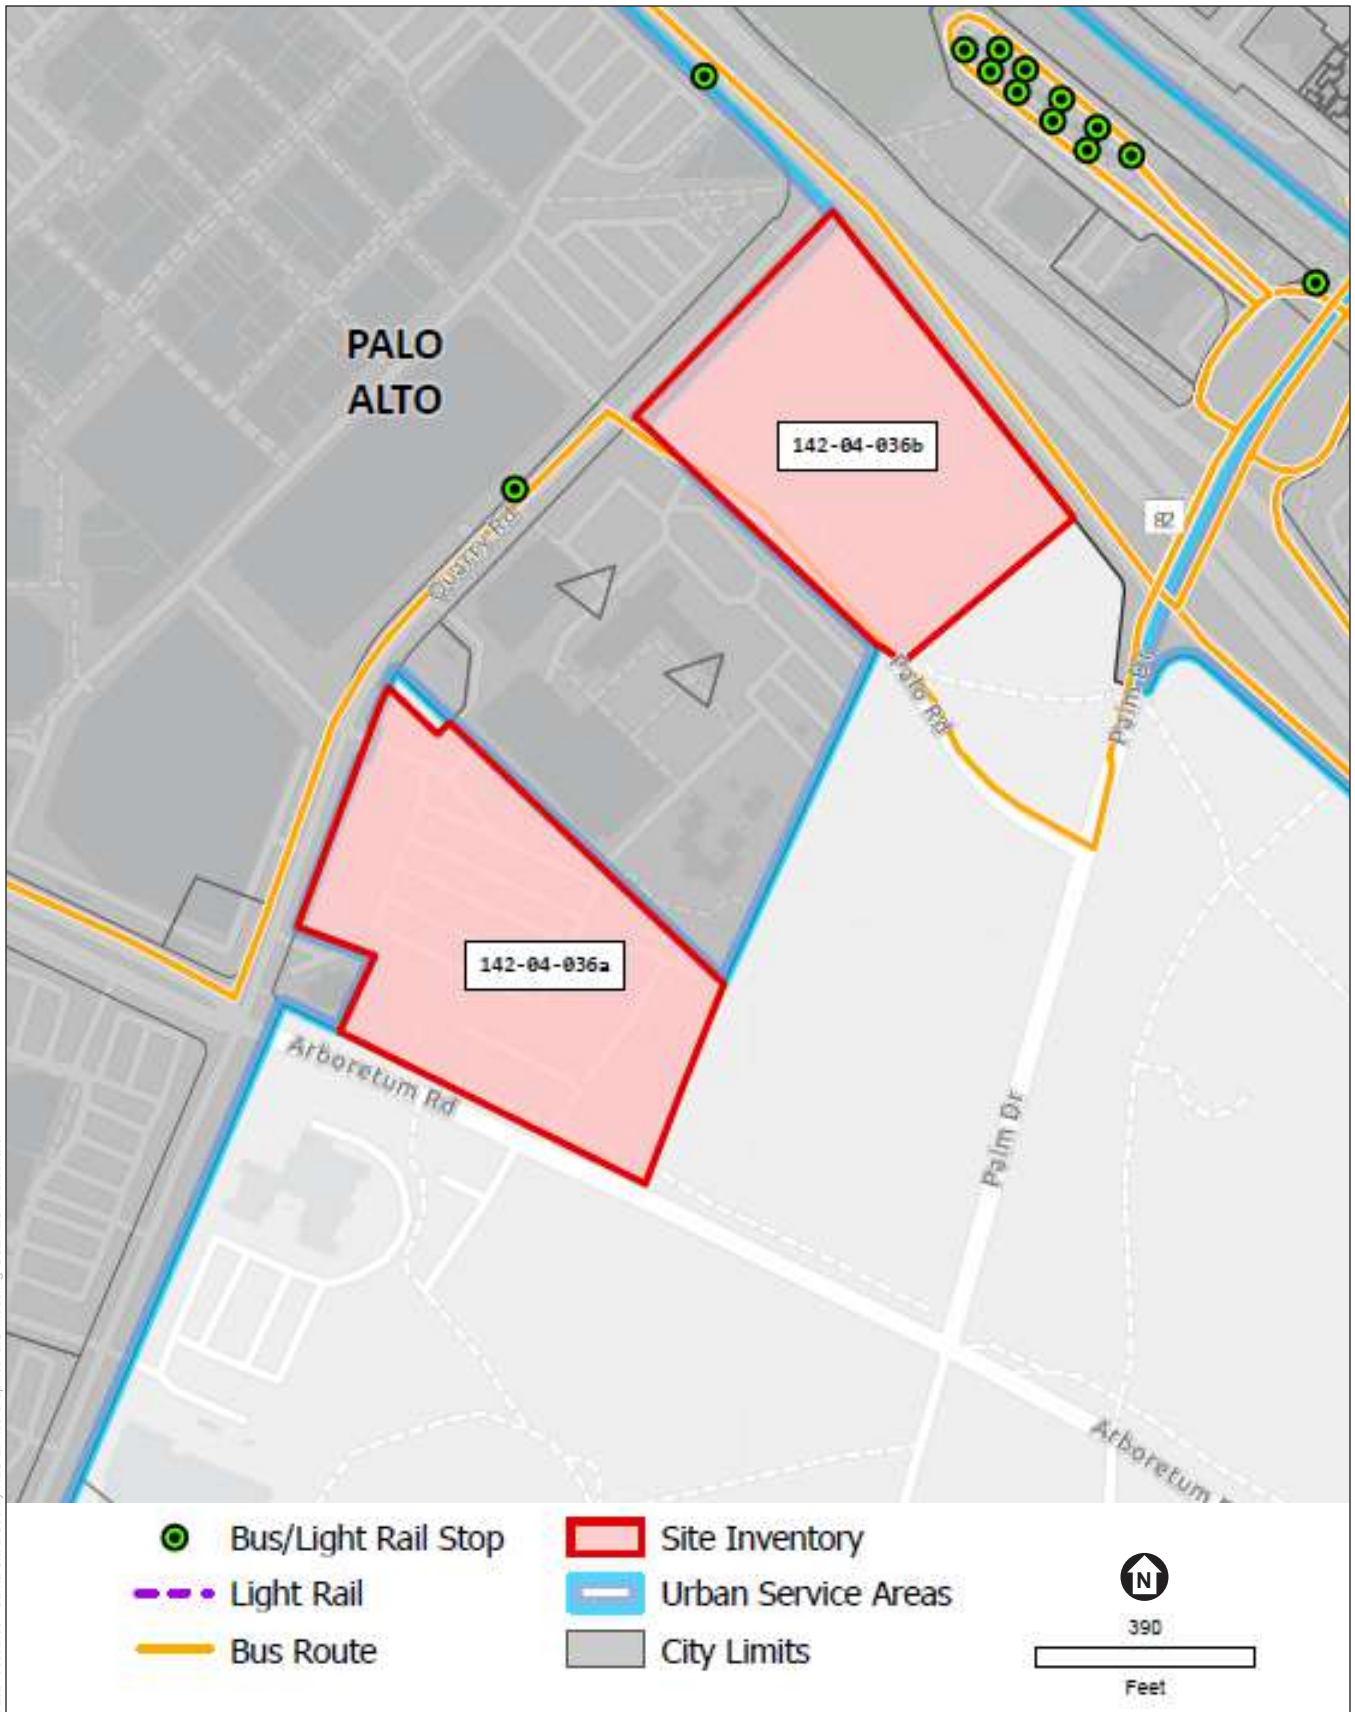 PALO
ALTO
142-04-036b
82
Quarry Rd
Palo Rd
Palm Dr
142-04-036a
Arboretum Rd
Palm Dr
Arboretum
Bus/Light Rail Stop
Site Inventory
Light Rail
Urban Service Areas
N
390
Bus Route
City Limits
Feet